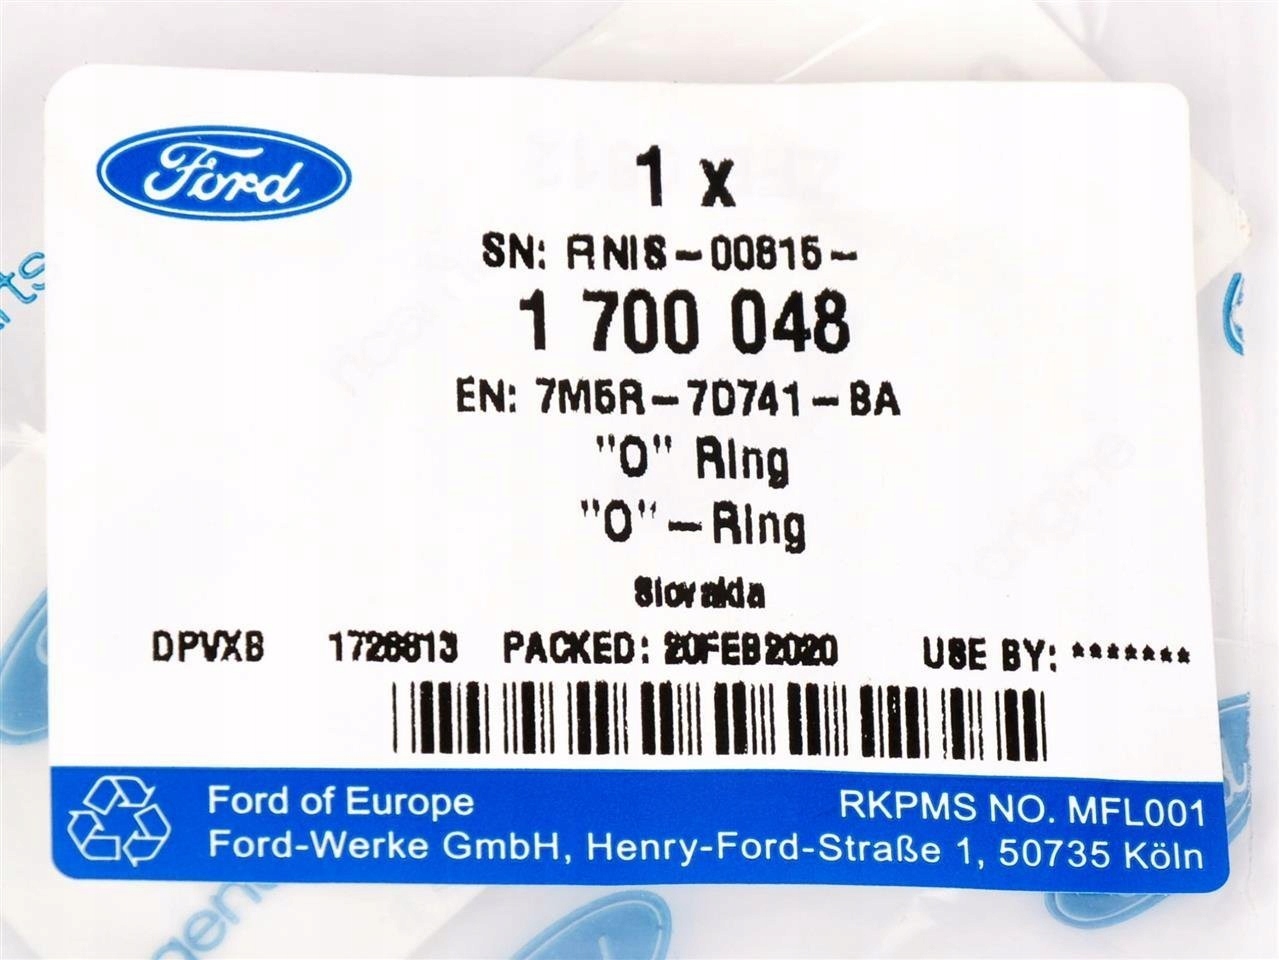 Ford
1 x
SN: RNIS-00815-
1 700 048
EN: 7M5R-7D741-BA
"O" Ring
"O"-Ring
Slovakia
DPVXB 1726813 PACKED: 20FEB2020 USE BY: *******
Ford of Europe
RKPMS NO. MFL001
Ford-Werke GmbH, Henry-Ford-Straße 1, 50735 Köln